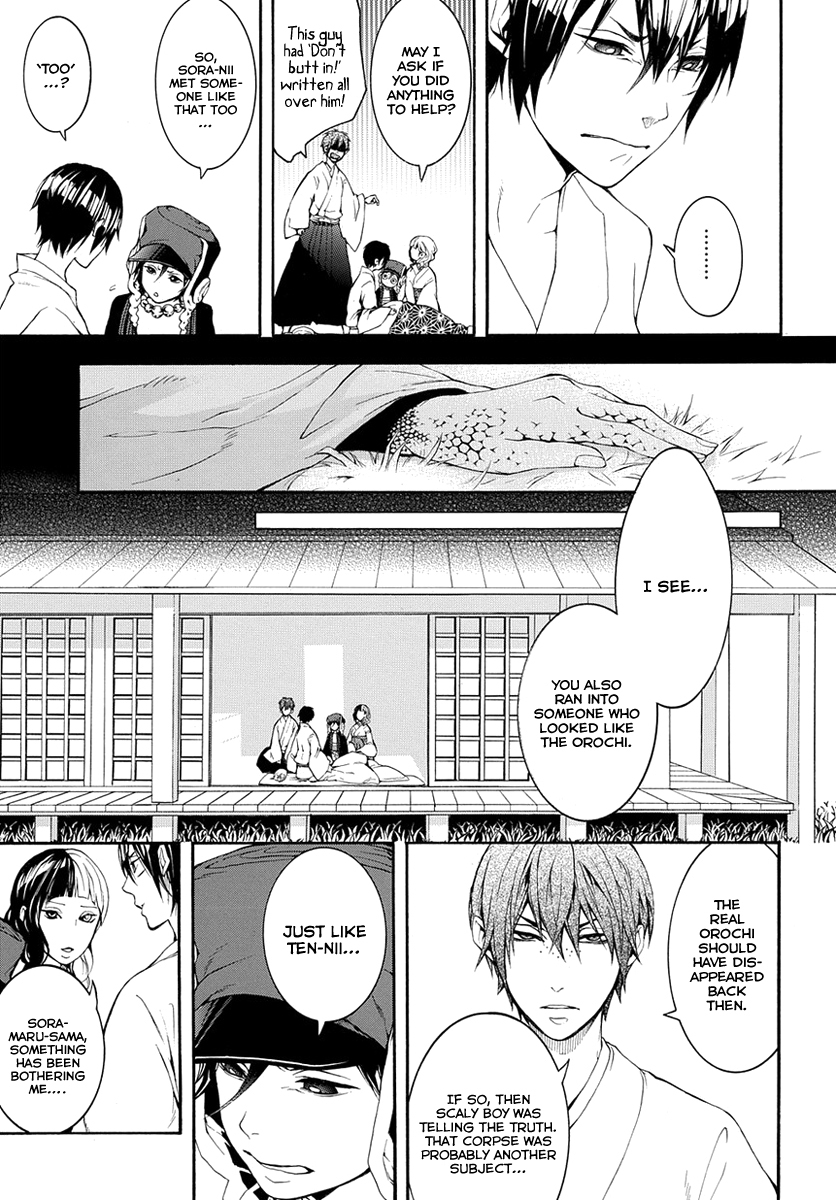 .........
MAY I
ASK IF
YOU DID
ANYTHING
TO HELP?
This guy
had 'Don't
butt in!'
written all
over him!
SO,
SORA-NII
MET SOME-
ONE LIKE
THAT TOO
...
'TOO'
...?
I SEE...
YOU ALSO
RAN INTO
SOMEONE WHO
LOOKED LIKE
THE OROCHI.
THE
REAL
OROCHI
SHOULD
HAVE DIS-
APPEARED
BACK
THEN.
IF SO, THEN
SCALY BOY WAS
TELLING THE TRUTH.
THAT CORPSE WAS
PROBABLY ANOTHER
SUBJECT...
JUST LIKE
TEN-NII...
SORA-
MARU-SAMA,
SOMETHING
HAS BEEN
BOTHERING
ME....